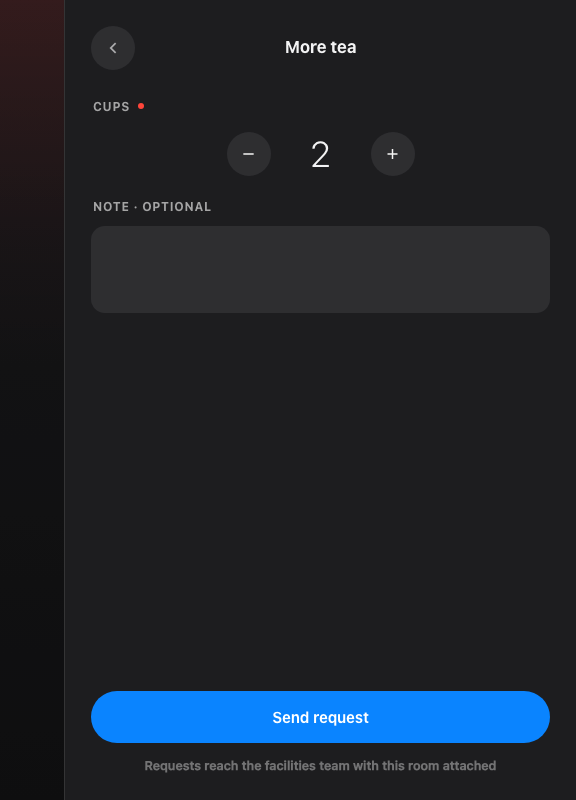 More tea
CUPS
− 2 +
NOTE · OPTIONAL
Send request
Requests reach the facilities team with this room attached